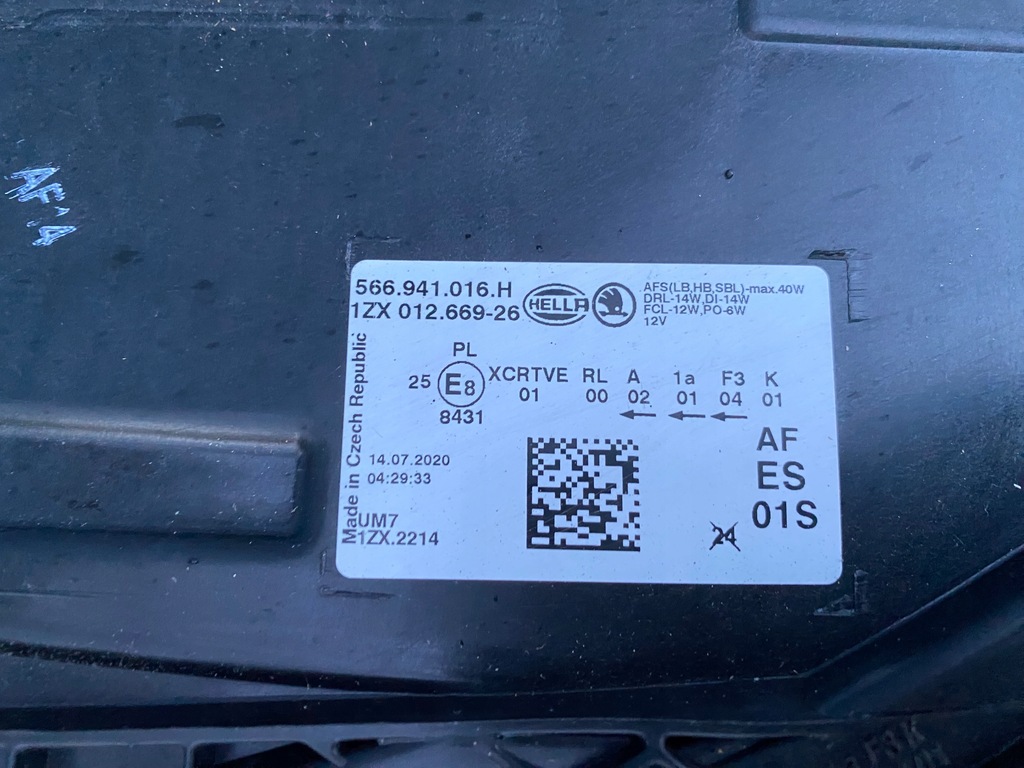 AF
A
566.941.016.H
1ZX 012.669-26
HELLA
AFS(LB,HB,SBL)-max.40W
DRL-14W,DI-14W
FCL-12W,PO-6W
12V
Made in Czech Republic
PL
25 E8 XCRTVE RL A 1a F3 K
01 00 02 01 04 01
8431
← ← ←
14.07.2020
04:29:33
UM7
1ZX.2214
AF
ES
01S
24
F3 K